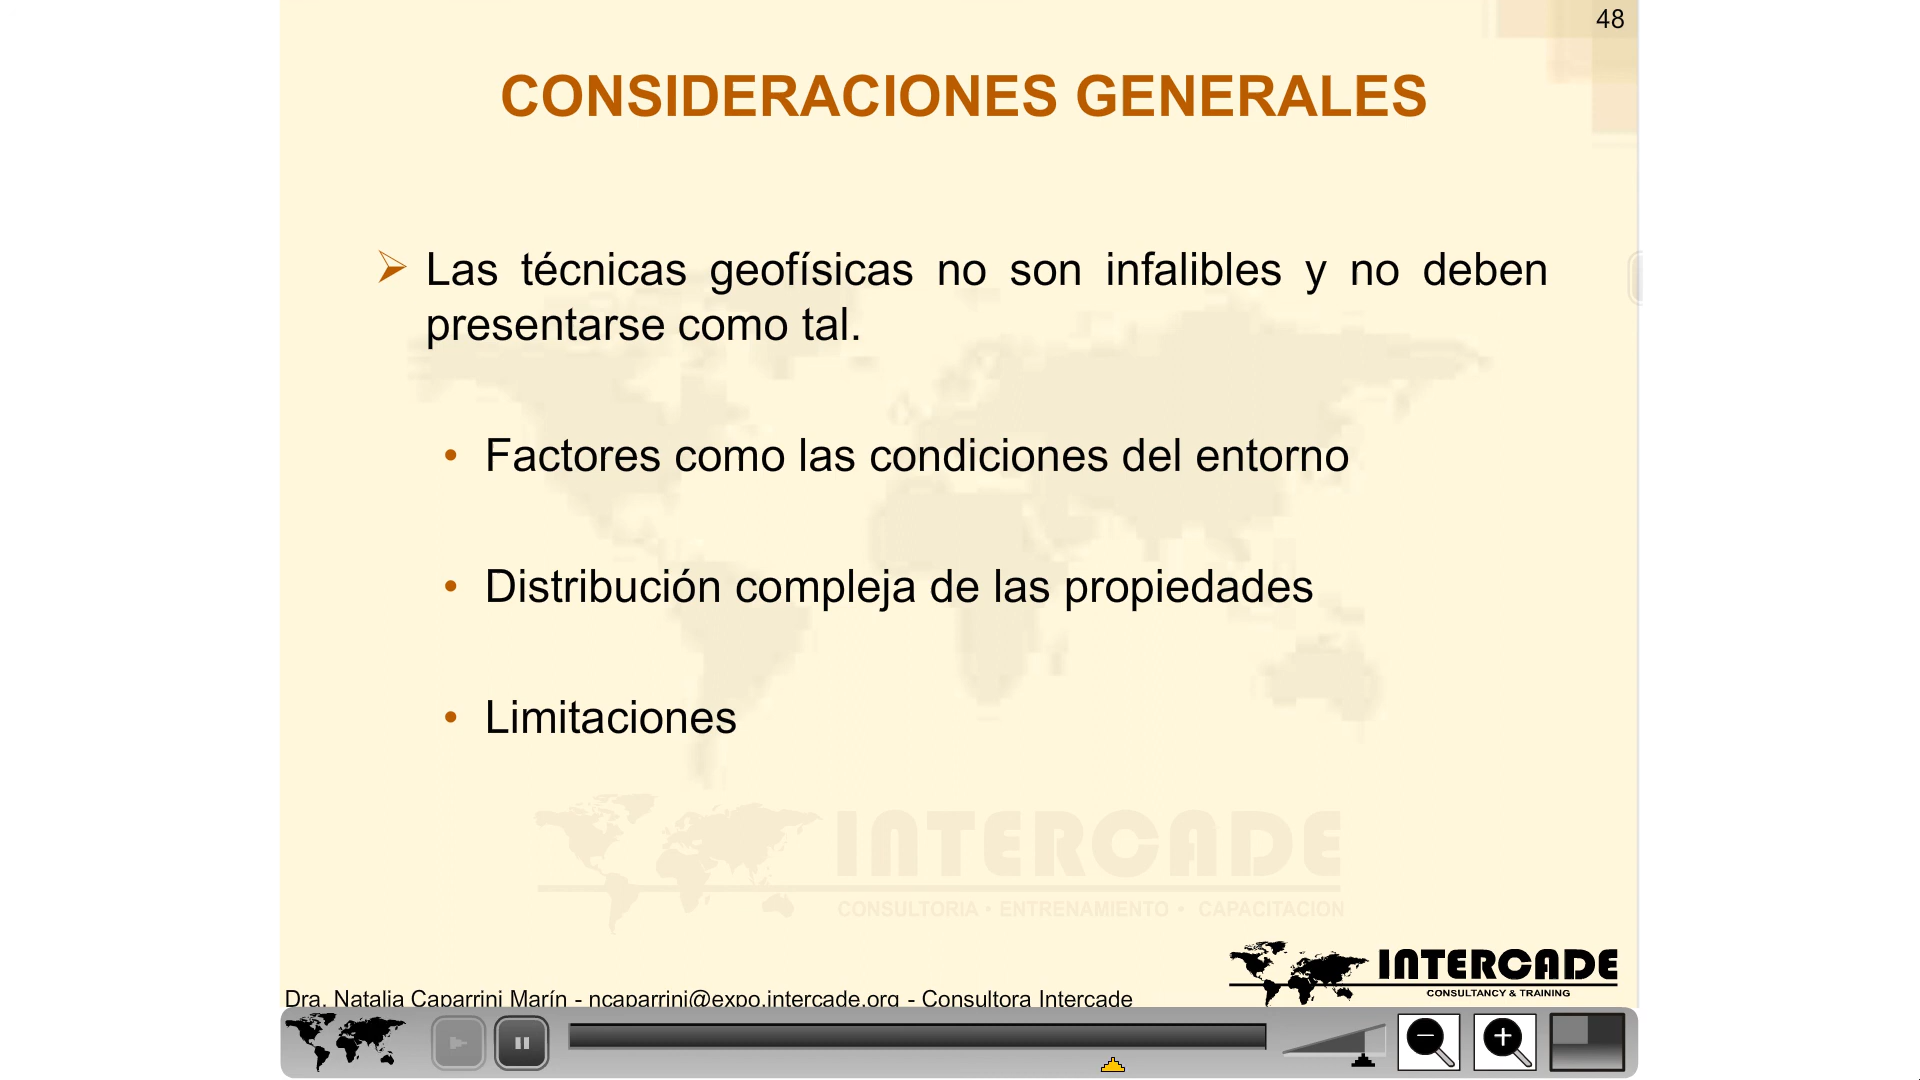 48
CONSIDERACIONES GENERALES
Las técnicas geofísicas no son infalibles y no deben
presentarse como tal.
• Factores como las condiciones del entorno
• Distribución compleja de las propiedades
• Limitaciones
INTERCADE
CONSULTORIA • ENTRENAMIENTO • CAPACITACION
INTERCADE
CONSULTANCY & TRAINING
Dra. Natalia Caparrini Marín - ncaparrini@expo.intercade.org - Consultora Intercade